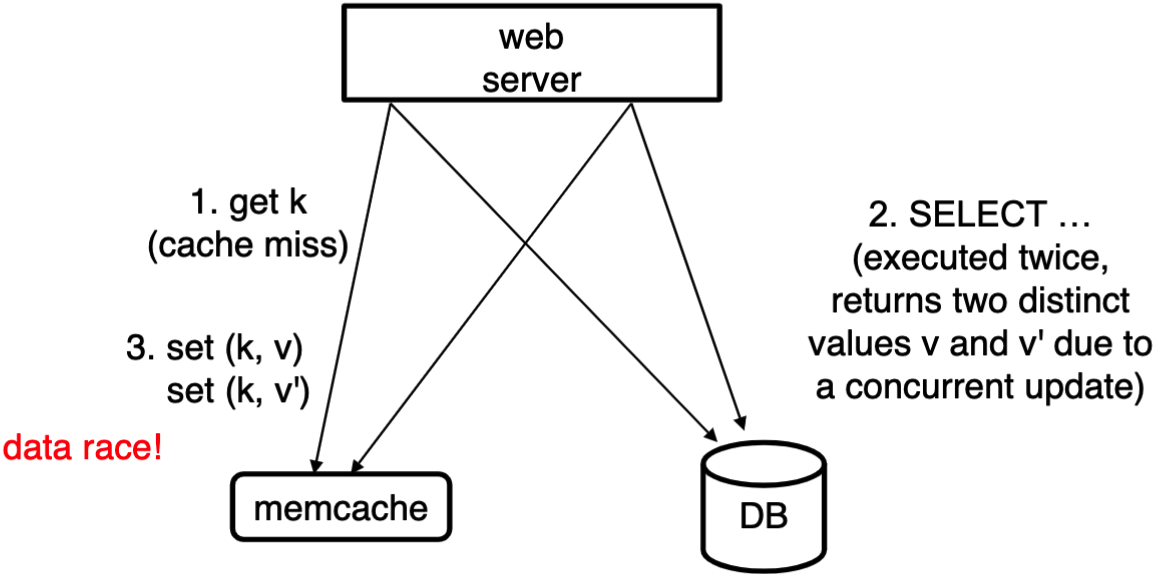 web
server
1. get k
(cache miss)
2. SELECT …
(executed twice,
returns two distinct
values v and v' due to
a concurrent update)
3. set (k, v)
set (k, v')
data race!
memcache
DB